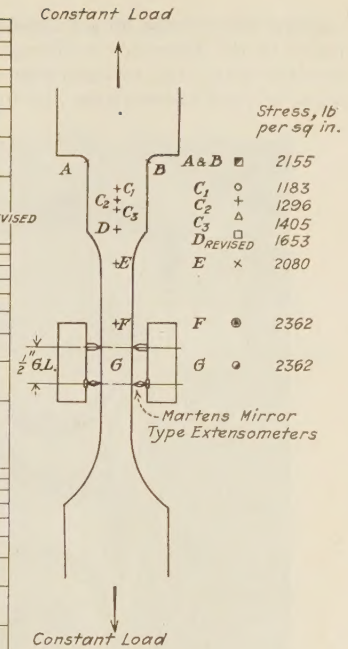 Constant Load
Stress, lb
per sq in.
A B A & B 2155
C1 C1 1183
C2 C2 1296
C3 C3 1405
D DREVISED 1653
E E 2080
F F 2362
½" G.L. G G 2362
Martens Mirror
Type Extensometers
Constant Load